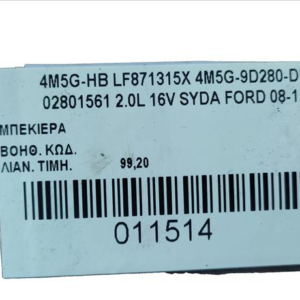 4M5G-HB LF871315X 4M5G-9D280-D
02801561 2.0L 16V SYDA FORD 08-1
ΜΠΕΚΙΕΡΑ
ΒΟΗΘ. ΚΩΔ.
ΛΙΑΝ. ΤΙΜΗ. 99,20
011514